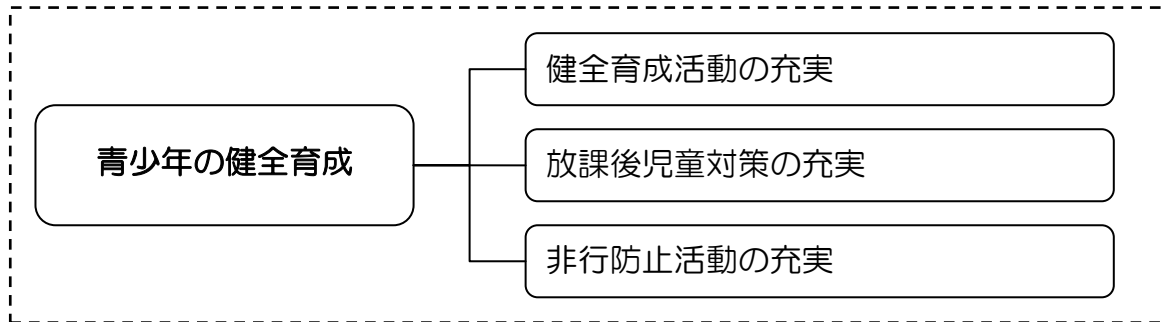 青少年の健全育成
健全育成活動の充実
放課後児童対策の充実
非行防止活動の充実